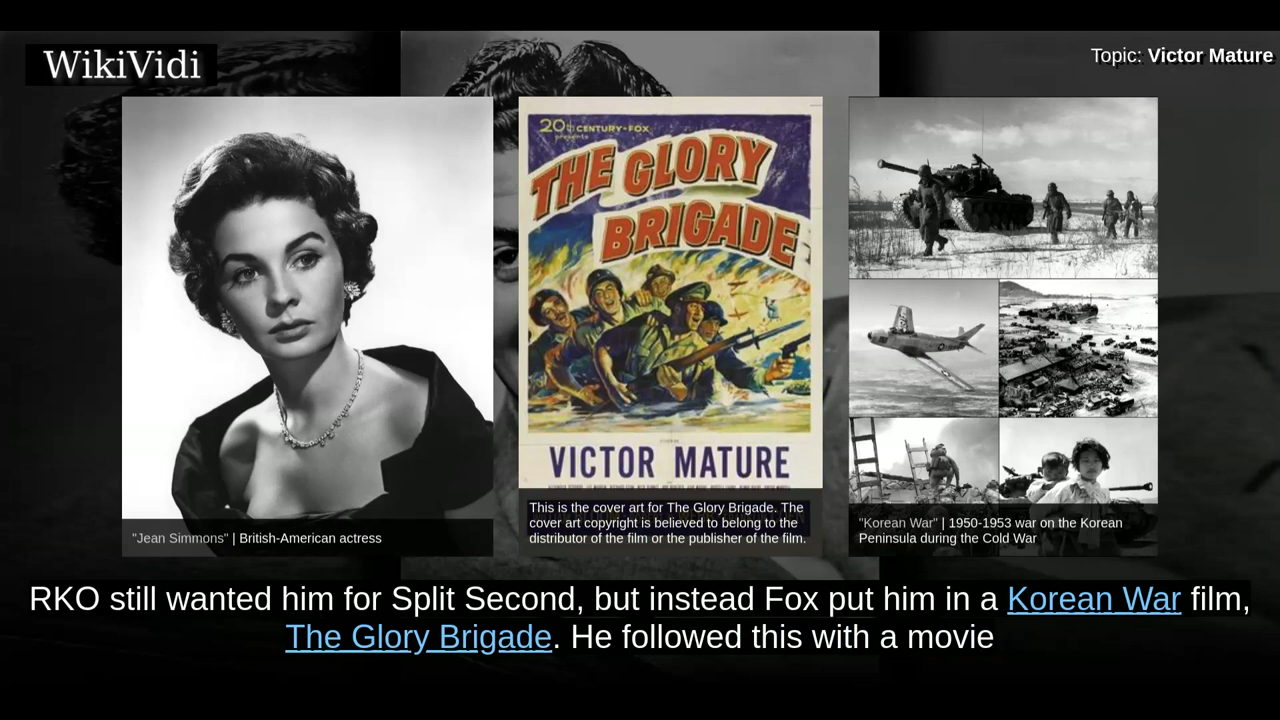 WikiVidi
Topic: Victor Mature
20th CENTURY-FOX
presents
THE GLORY
BRIGADE
VICTOR MATURE
"Jean Simmons" | British-American actress
This is the cover art for The Glory Brigade. The
cover art copyright is believed to belong to the
distributor of the film or the publisher of the film.
"Korean War" | 1950-1953 war on the Korean
Peninsula during the Cold War
RKO still wanted him for Split Second, but instead Fox put him in a Korean War film,
The Glory Brigade. He followed this with a movie